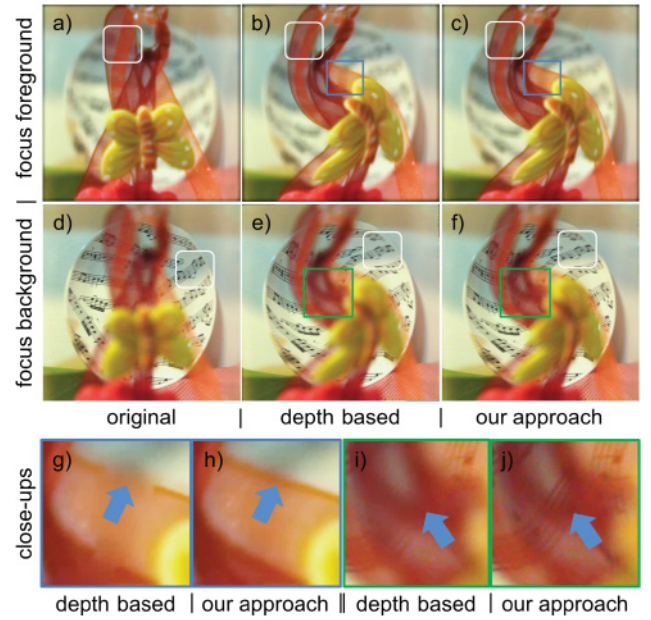 focus foreground
a)
b)
c)
focus background
d)
e)
f)
original | depth based | our approach
close-ups
g)
h)
i)
j)
depth based | our approach || depth based | our approach